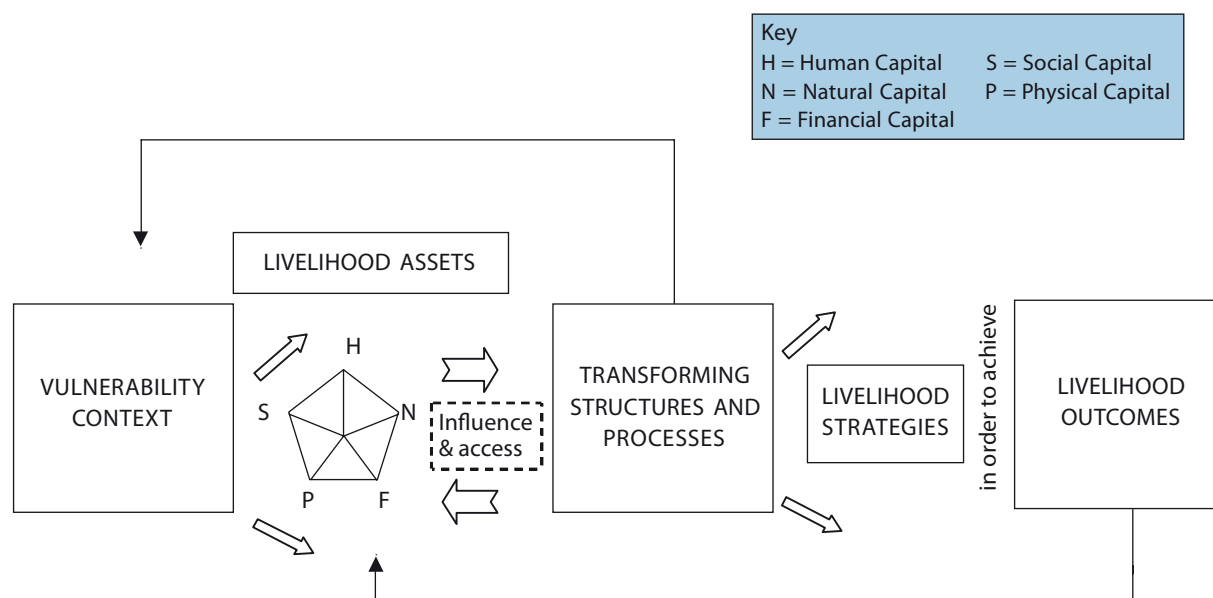 Key
H = Human Capital S = Social Capital
N = Natural Capital P = Physical Capital
F = Financial Capital
LIVELIHOOD ASSETS
VULNERABILITY
CONTEXT
H
S
N
P
F
Influence
& access
TRANSFORMING
STRUCTURES AND
PROCESSES
LIVELIHOOD
STRATEGIES
in order to achieve
LIVELIHOOD
OUTCOMES